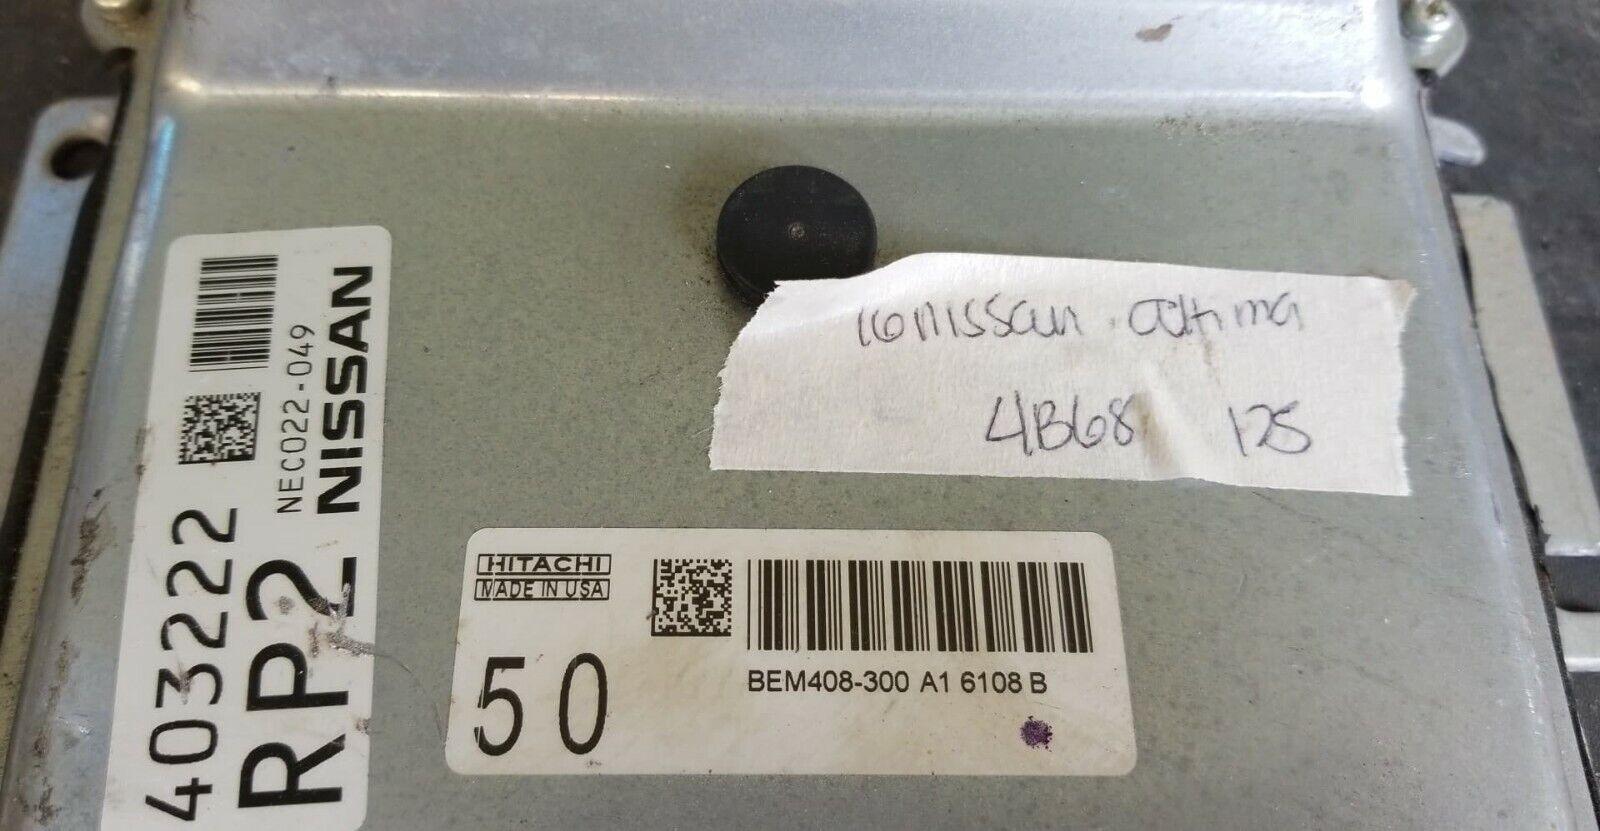 403222
RP2
NEC022-049
NISSAN
16 nissan altima
4B68 125
HITACHI
MADE IN USA
50
BEM408-300 A1 6108 B